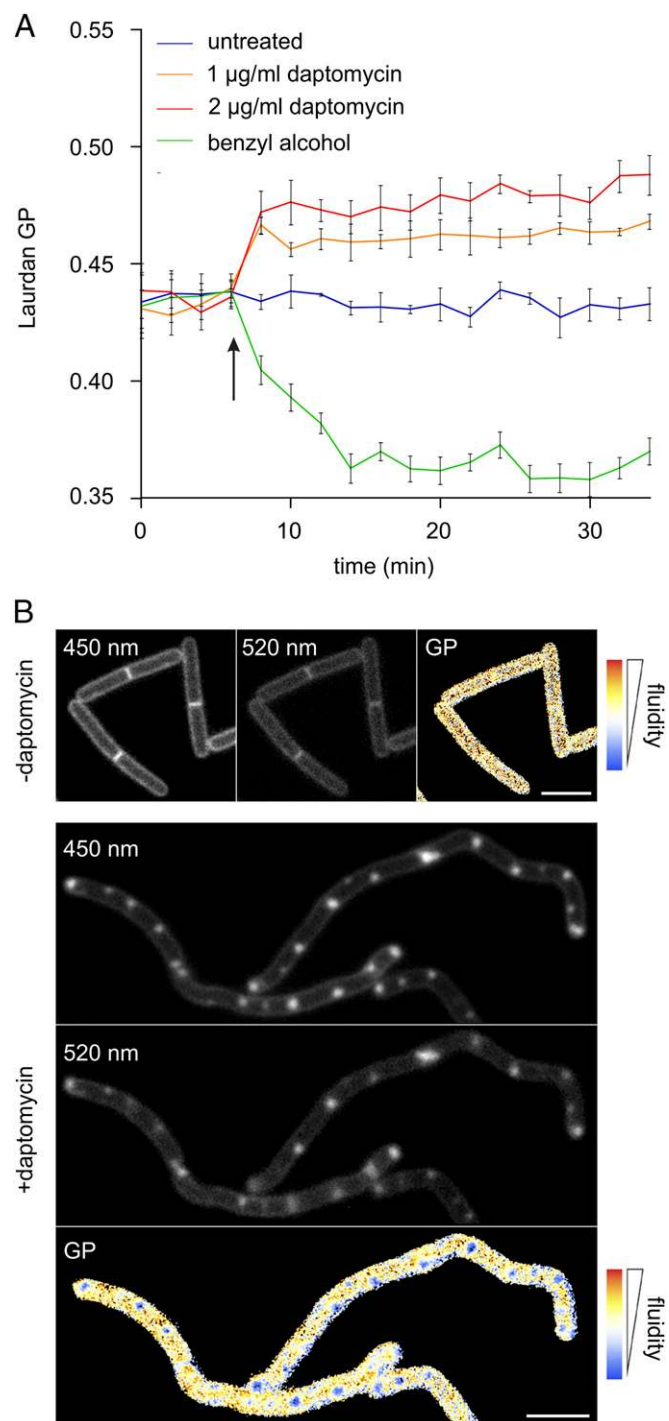 A
0.55
untreated
1 µg/ml daptomycin
2 µg/ml daptomycin
benzyl alcohol
0.50
Laurdan GP
0.45
0.40
0.35
0
10
20
30
time (min)
B
-daptomycin
450 nm
520 nm
GP
fluidity
+daptomycin
450 nm
520 nm
GP
fluidity